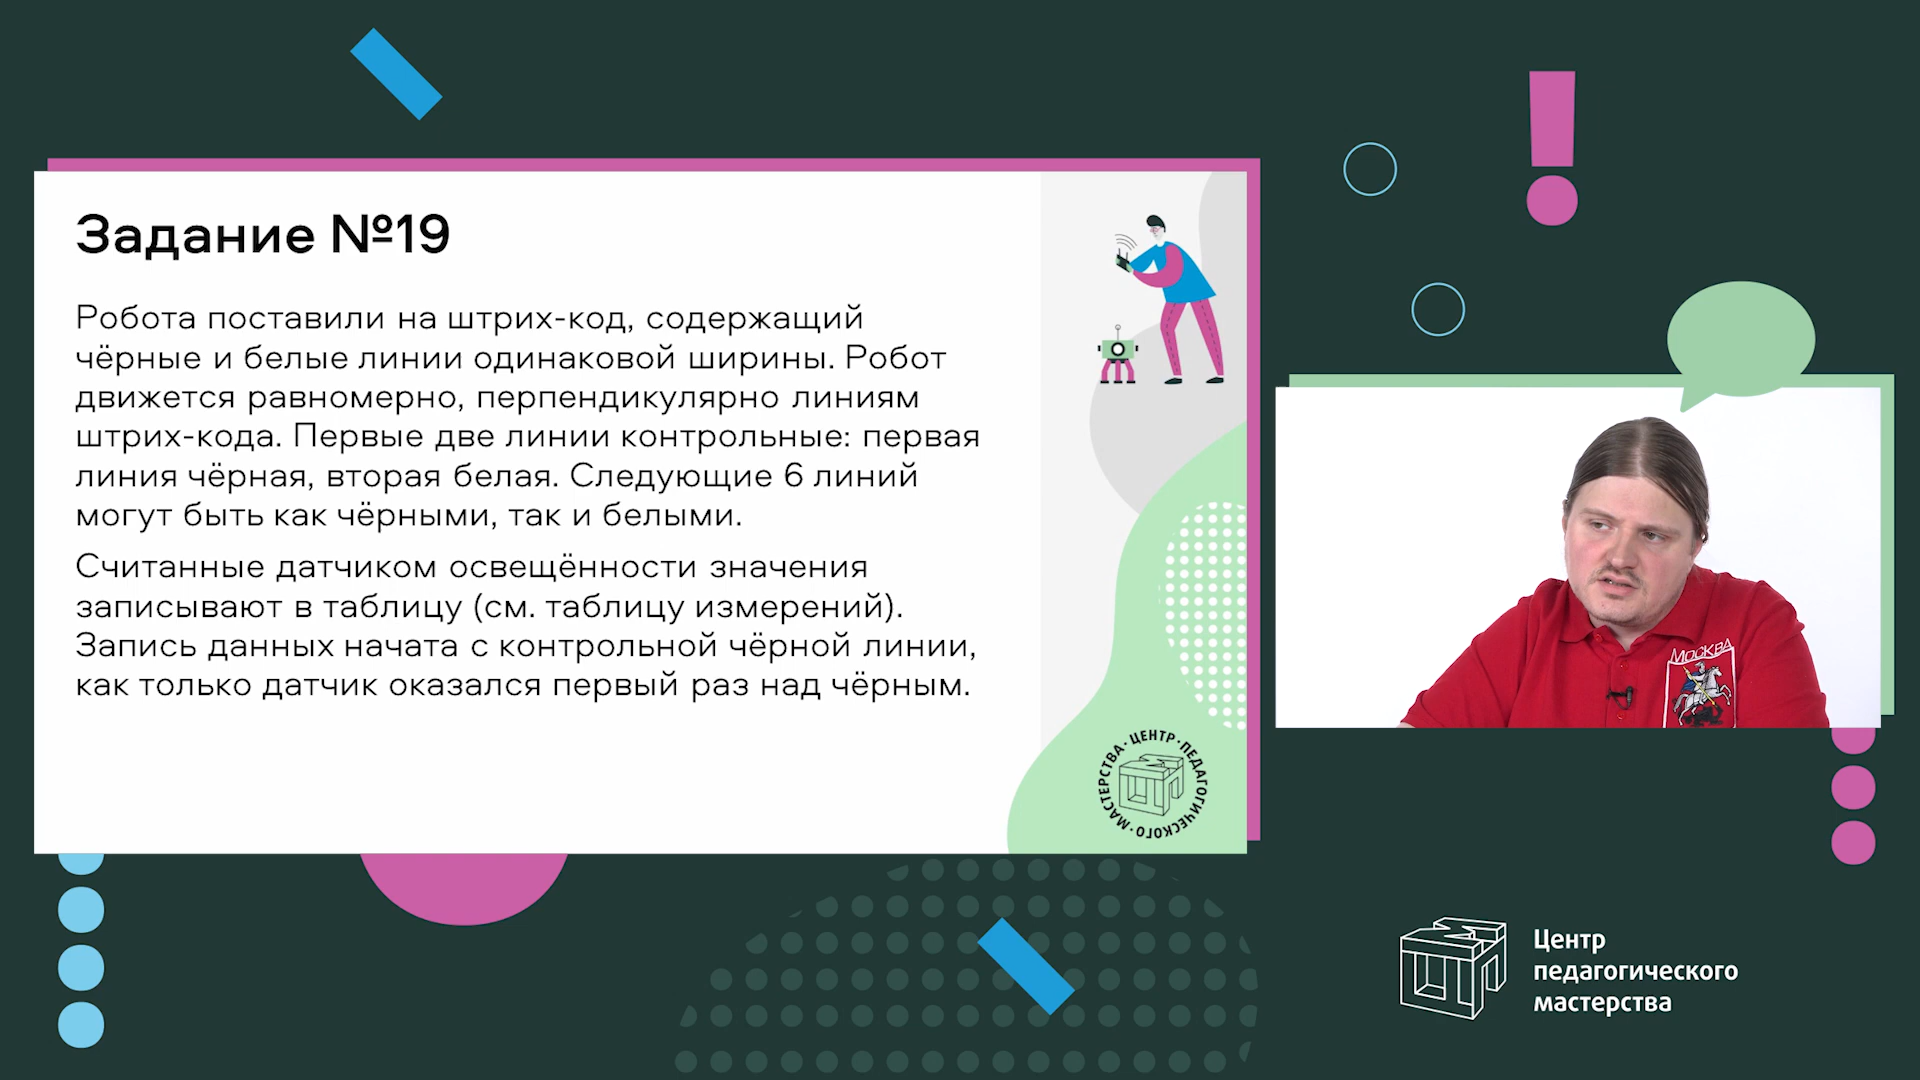 Задание №19
Робота поставили на штрих-код, содержащий
чёрные и белые линии одинаковой ширины. Робот
движется равномерно, перпендикулярно линиям
штрих-кода. Первые две линии контрольные: первая
линия чёрная, вторая белая. Следующие 6 линий
могут быть как чёрными, так и белыми.
Считанные датчиком освещённости значения
записывают в таблицу (см. таблицу измерений).
Запись данных начата с контрольной чёрной линии,
как только датчик оказался первый раз над чёрным.
ЦЕНТР · ПЕДАГОГИЧЕСКОГО · МАСТЕРСТВА ·
МОСКВА
Центр
педагогического
мастерства